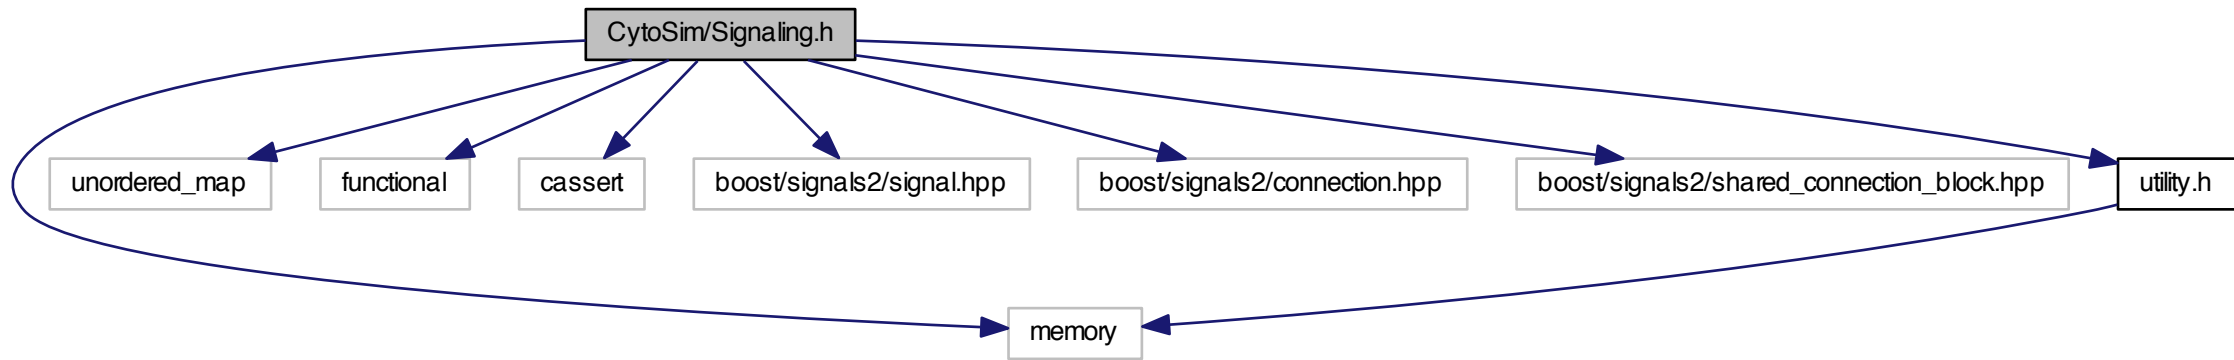 CytoSim/Signaling.h
unordered_map
functional
cassert
boost/signals2/signal.hpp
boost/signals2/connection.hpp
boost/signals2/shared_connection_block.hpp
utility.h
memory